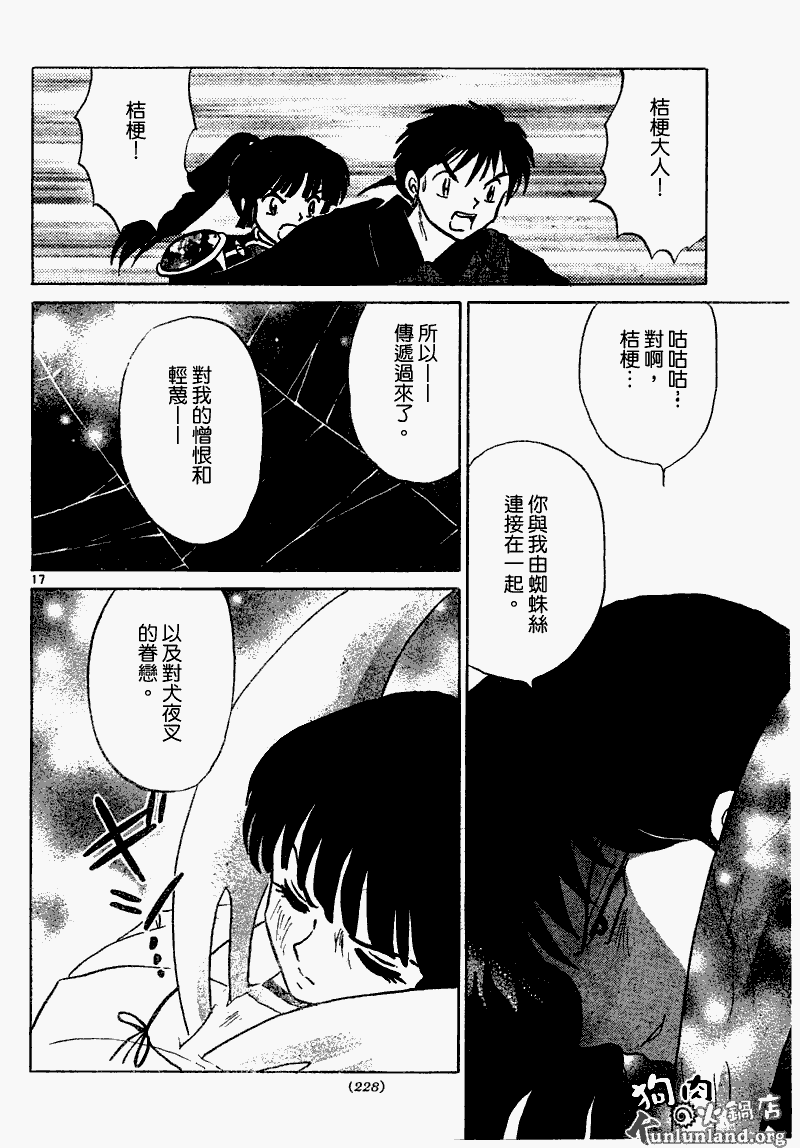 桔梗大人！
桔梗！
咕咕咕…
對啊，
桔梗…
你與我由蜘蛛絲
連接在一起。
所以——
傳遞過來了。
對我的憎恨和
輕蔑——
17
以及對犬夜叉
的眷戀。
(228)
狗肉
火鍋店
Kunlunland.org